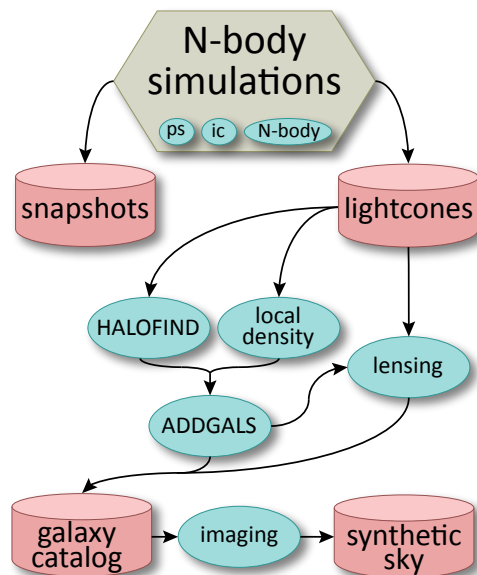 N-body
simulations
ps
ic
N-body
snapshots
lightcones
HALOFIND
local
density
lensing
ADDGALS
galaxy
catalog
imaging
synthetic
sky